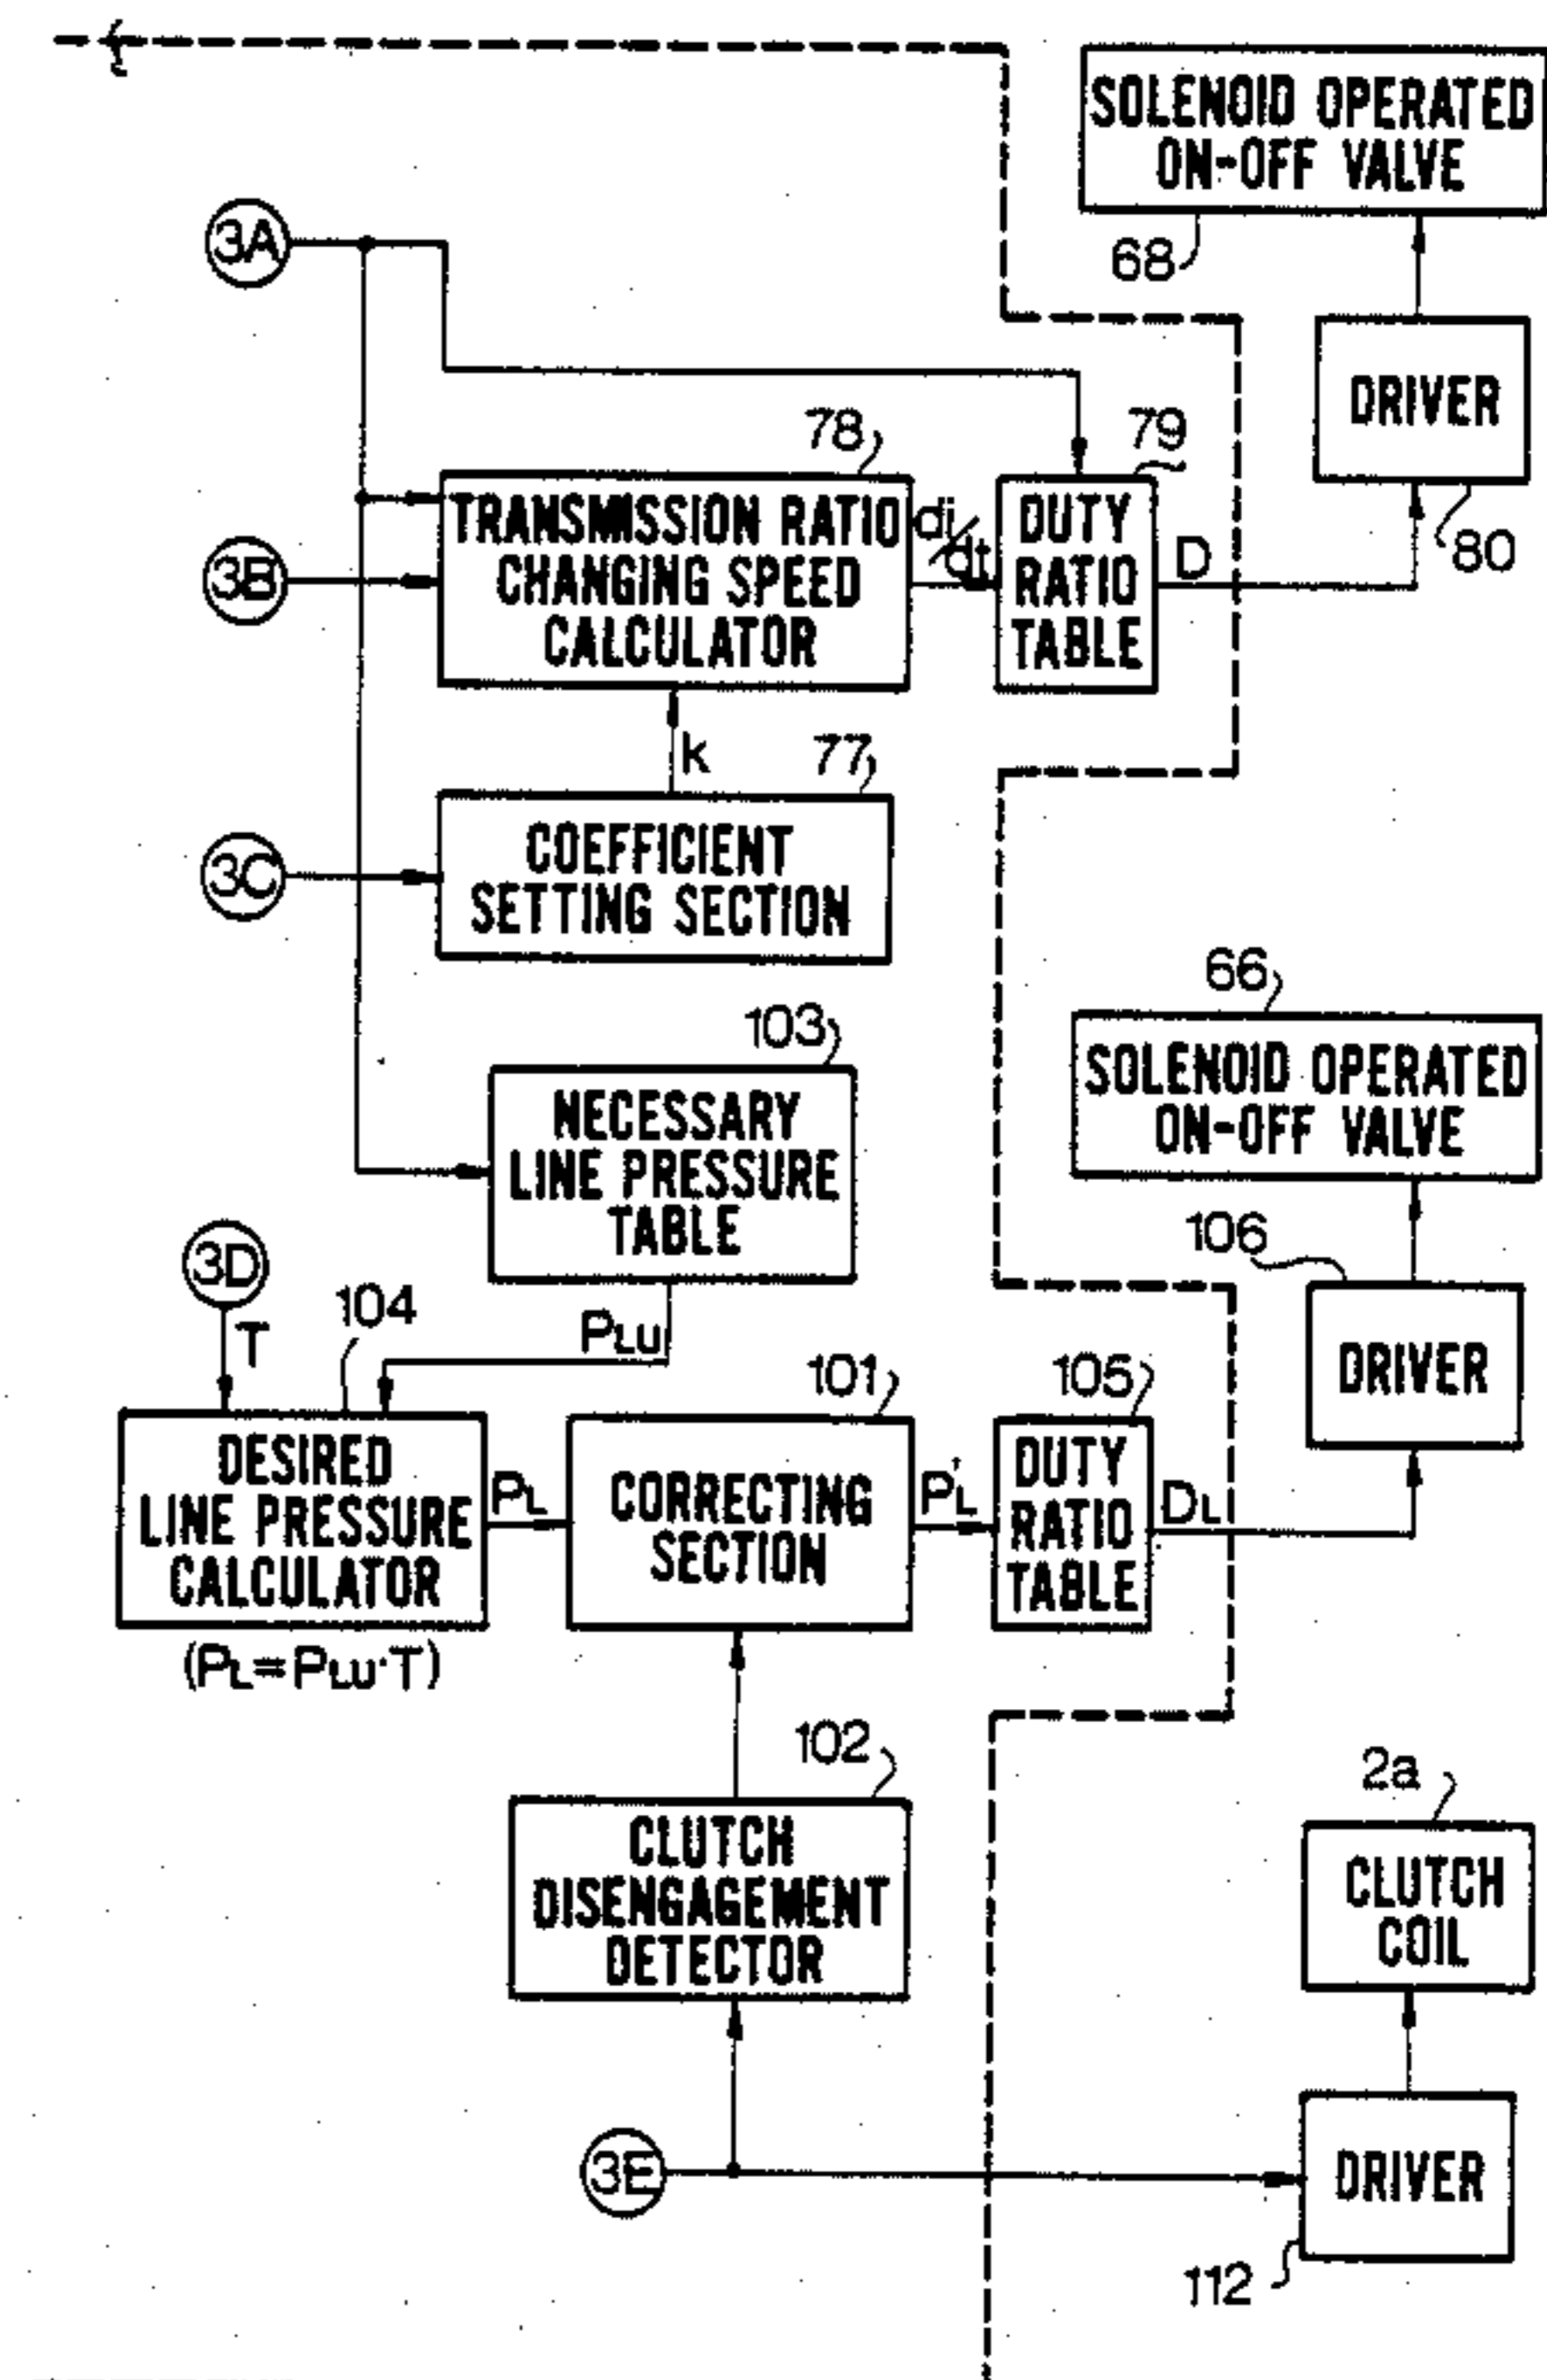 SOLENOID OPERATED
ON-OFF VALVE
68
3A
DRIVER
80
78
79
TRANSMISSION RATIO
CHANGING SPEED
CALCULATOR
di/dt
DUTY
RATIO
TABLE
D
3B
k
77
3C
COEFFICIENT
SETTING SECTION
66
SOLENOID OPERATED
ON-OFF VALVE
103
NECESSARY
LINE PRESSURE
TABLE
3D
T
104
PLU
106
DRIVER
101
105
DESIRED
LINE PRESSURE
CALCULATOR
(PL=PLU·T)
PL
CORRECTING
SECTION
PL'
DUTY
RATIO
TABLE
DL
102
CLUTCH
DISENGAGEMENT
DETECTOR
2a
CLUTCH
COIL
3E
DRIVER
112